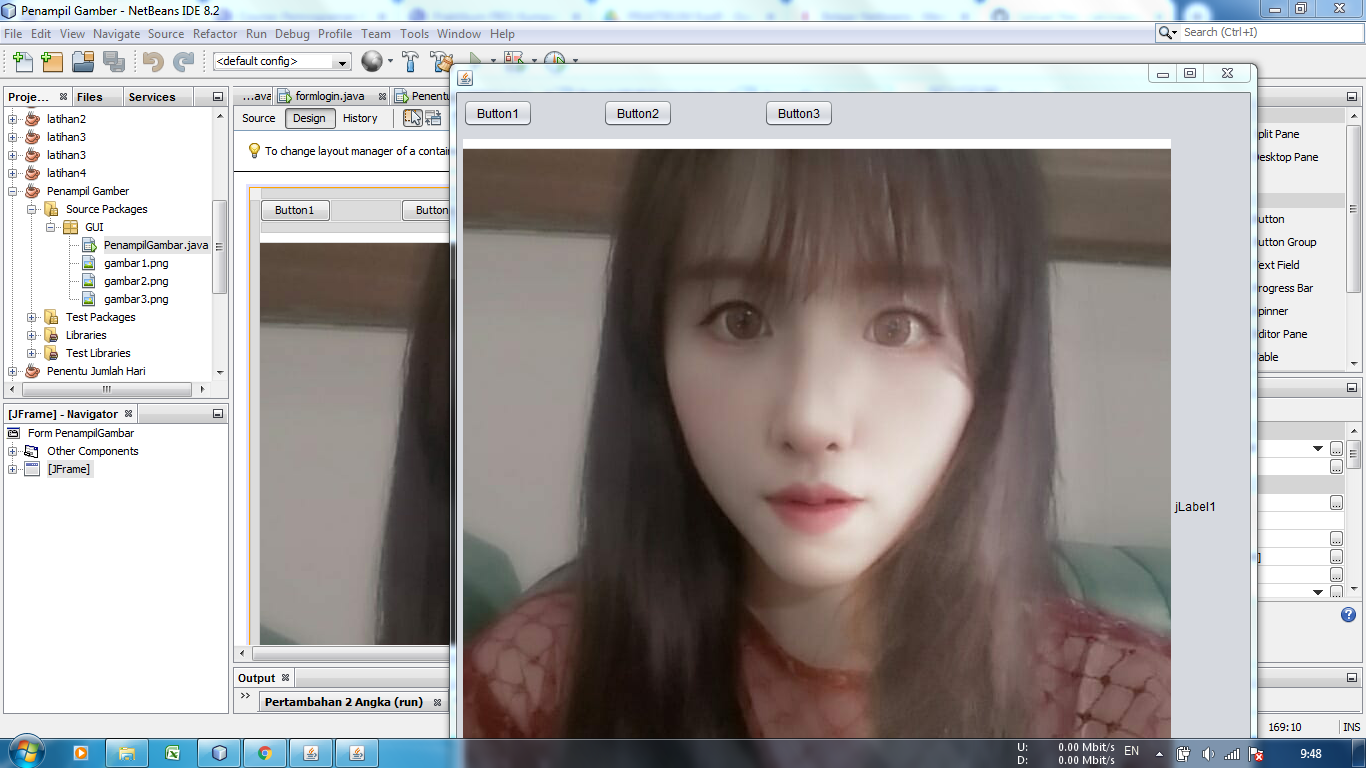 Penampil Gamber - NetBeans IDE 8.2
File Edit View Navigate Source Refactor Run Debug Profile Team Tools Window Help
Search (Ctrl+I)
<default config>
Proje... Files Services
...ava formlogin.java Penentu
Source Design History
To change layout manager of a contain
latihan2
latihan3
latihan3
latihan4
Penampil Gamber
Source Packages
GUI
PenampilGambar.java
gambar1.png
gambar2.png
gambar3.png
Test Packages
Libraries
Test Libraries
Penentu Jumlah Hari
[JFrame] - Navigator
Form PenampilGambar
Other Components
[JFrame]
Button1 Button
Button1 Button2 Button3
jLabel1
plit Pane
esktop Pane
utton
utton Group
ext Field
rogress Bar
pinner
ditor Pane
able
Output
Pertambahan 2 Angka (run)
169:10 INS
U: 0.00 Mbit/s
D: 0.00 Mbit/s
EN
9:48